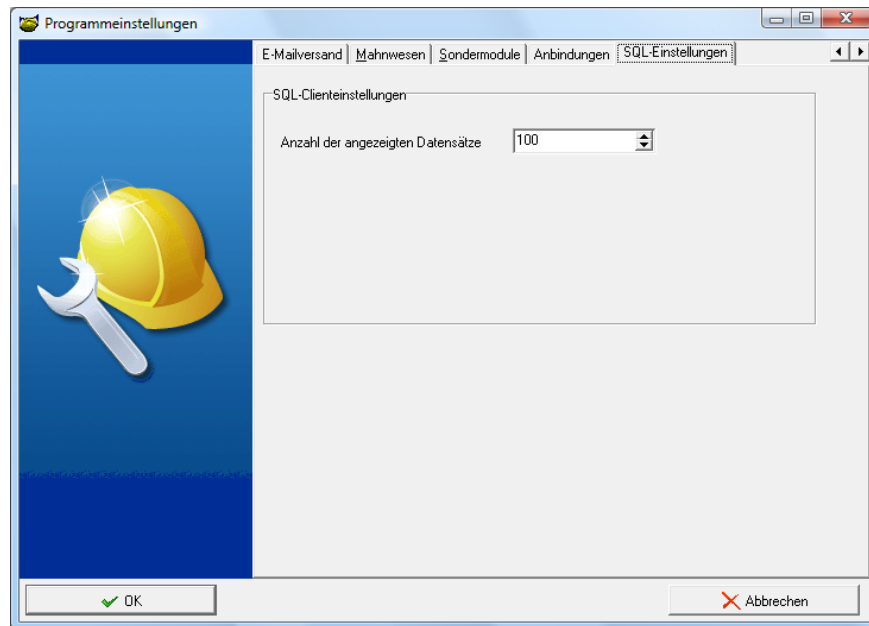 Programmeinstellungen
E-Mailversand Mahnwesen Sondermodule Anbindungen SQL-Einstellungen
SQL-Clienteinstellungen
Anzahl der angezeigten Datensätze 100
OK Abbrechen